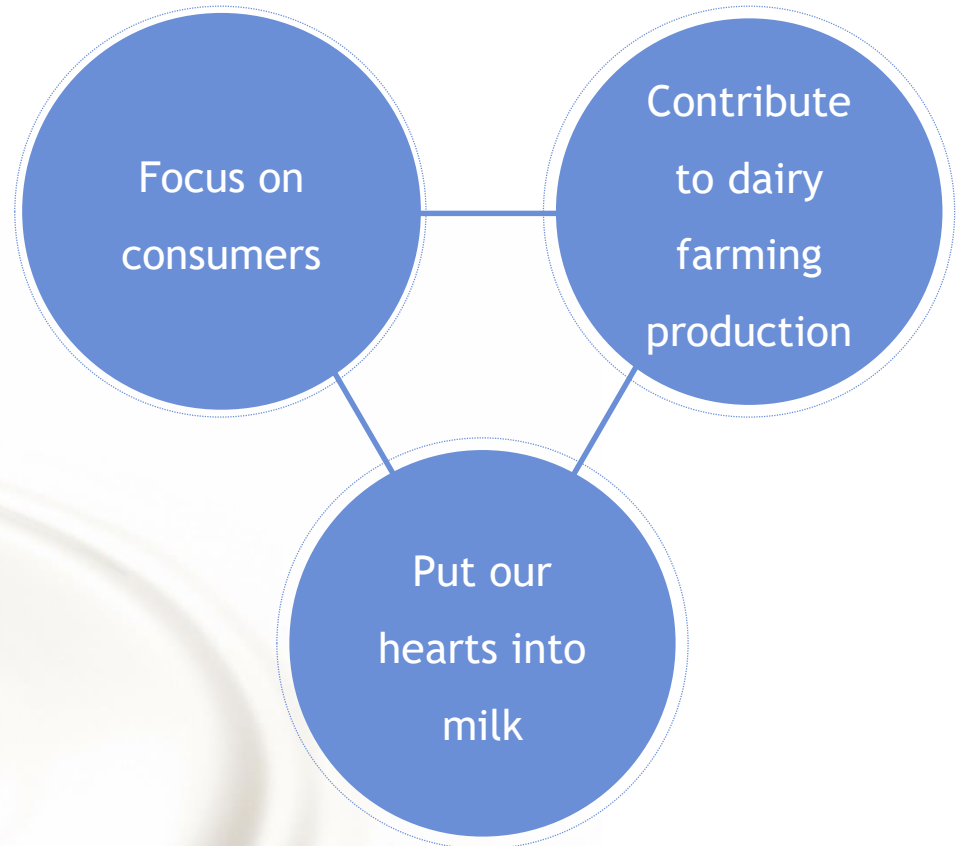 Focus on
consumers
Contribute
to dairy
farming
production
Put our
hearts into
milk